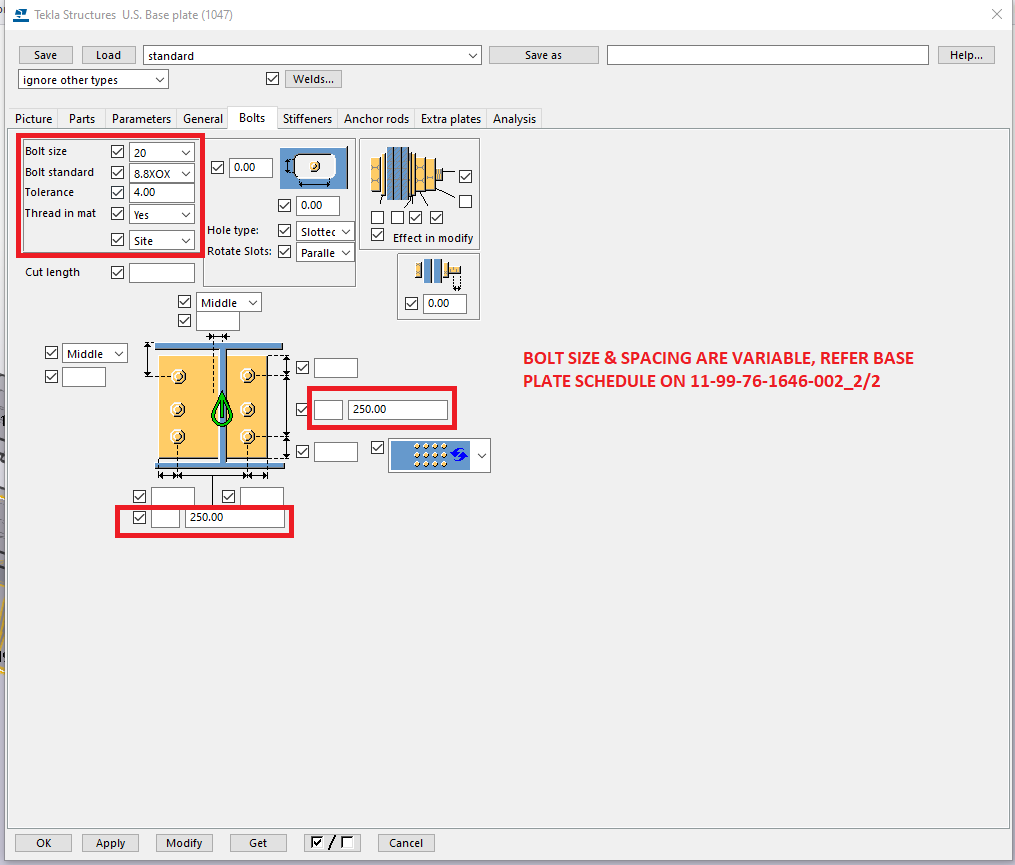 Tekla Structures  U.S. Base plate (1047)
Save
Load
standard
Save as
Help...
ignore other types
Welds...
Picture
Parts
Parameters
General
Bolts
Stiffeners
Anchor rods
Extra plates
Analysis
Bolt size
20
Bolt standard
8.8XOX
Tolerance
4.00
Thread in mat
Yes
Site
Cut length
0.00
0.00
Hole type:
Slottec
Rotate Slots:
Paralle
Effect in modify
0.00
Middle
Middle
250.00
250.00
BOLT SIZE & SPACING ARE VARIABLE, REFER BASE
PLATE SCHEDULE ON 11-99-76-1646-002_2/2
OK
Apply
Modify
Get
/
Cancel